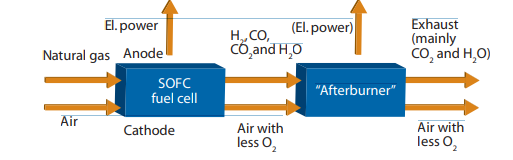 El. power
(El. power)
Exhaust
(mainly
CO2 and H2O)
H2, CO,
CO2 and H2O
Natural gas
Anode
SOFC
fuel cell
"Afterburner"
Air
Cathode
Air with
less O2
Air with
less O2